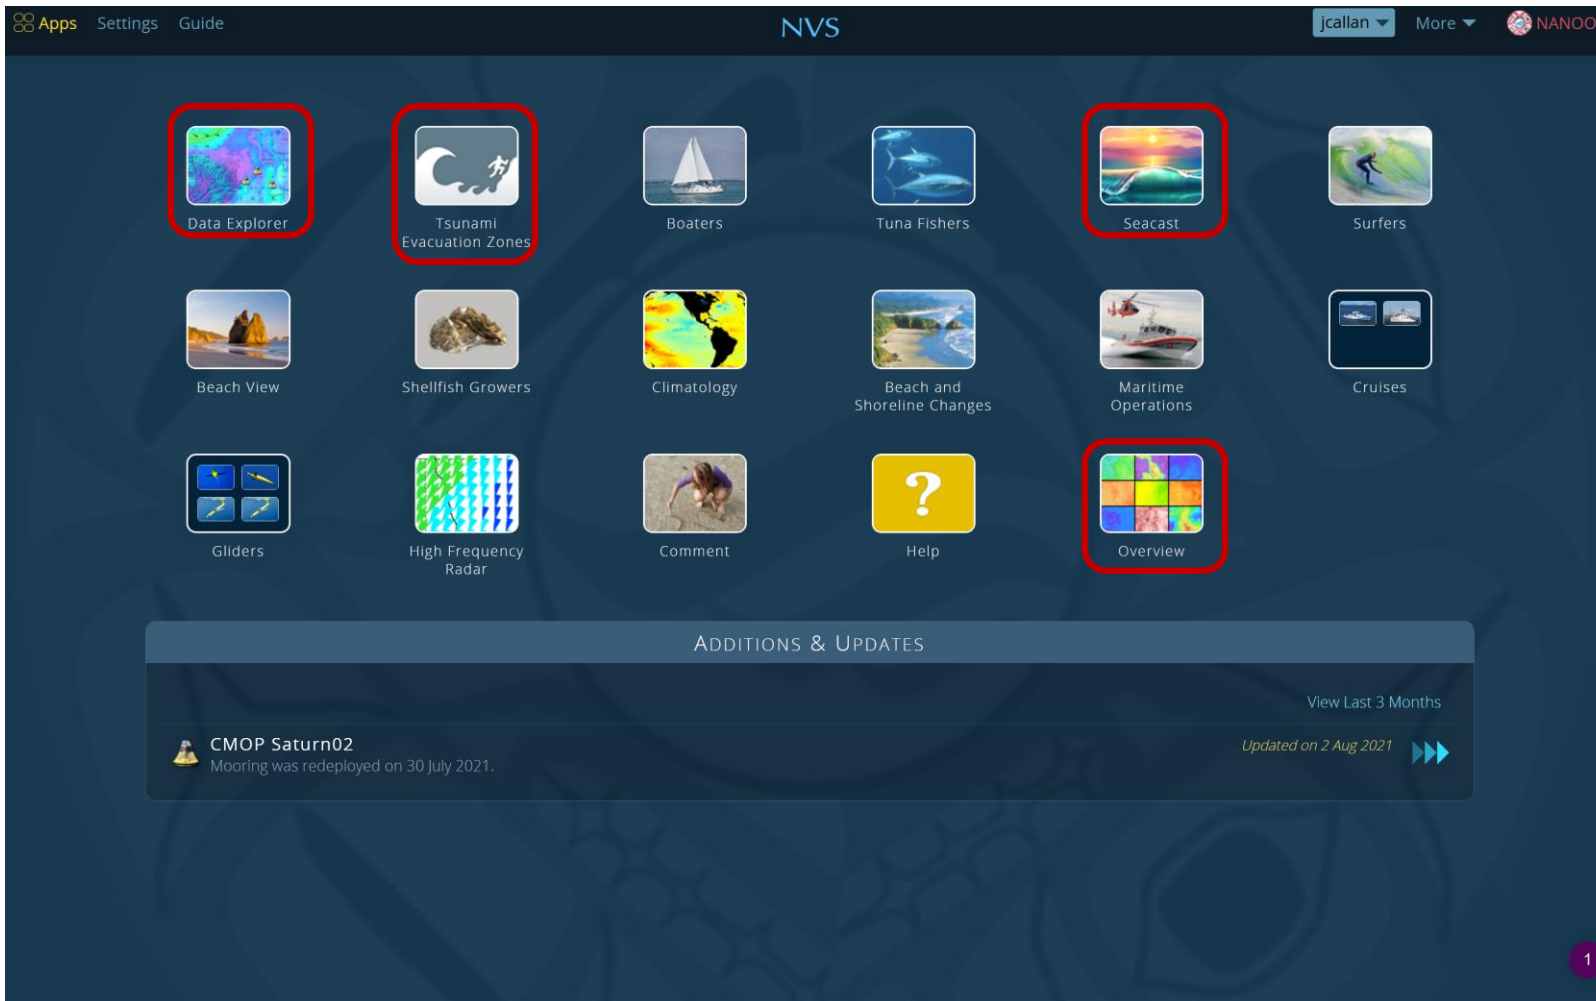 Apps Settings Guide NVS jcallan More NANOO
Data Explorer
Tsunami
Evacuation Zones
Boaters
Tuna Fishers
Seacast
Surfers
Beach View
Shellfish Growers
Climatology
Beach and
Shoreline Changes
Maritime
Operations
Cruises
Gliders
High Frequency
Radar
Comment
?
Help
Overview
ADDITIONS & UPDATES
View Last 3 Months
CMOP Saturn02
Updated on 2 Aug 2021
Mooring was redeployed on 30 July 2021.
1